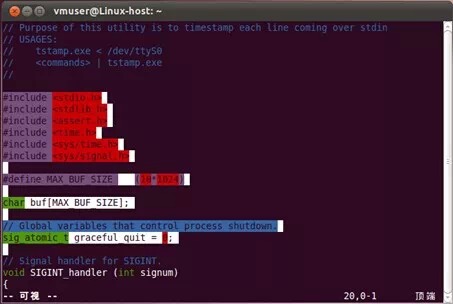 vmuser@Linux-host: ~
// Purpose of this utility is to timestamp each line coming over stdin
// USAGES:
//    tstamp.exe < /dev/ttyS0
//    <commands> | tstamp.exe
//
#include <stdio.h>
#include <stdlib.h>
#include <assert.h>
#include <time.h>
#include <sys/time.h>
#include <sys/signal.h>
#define MAX_BUF_SIZE    (10*1024)
char buf[MAX_BUF_SIZE];
// Global variables that control process shutdown.
sig_atomic_t graceful_quit = 0;
// Signal handler for SIGINT.
void SIGINT_handler (int signum)
{
-- 可视 --    20,0-1    顶端